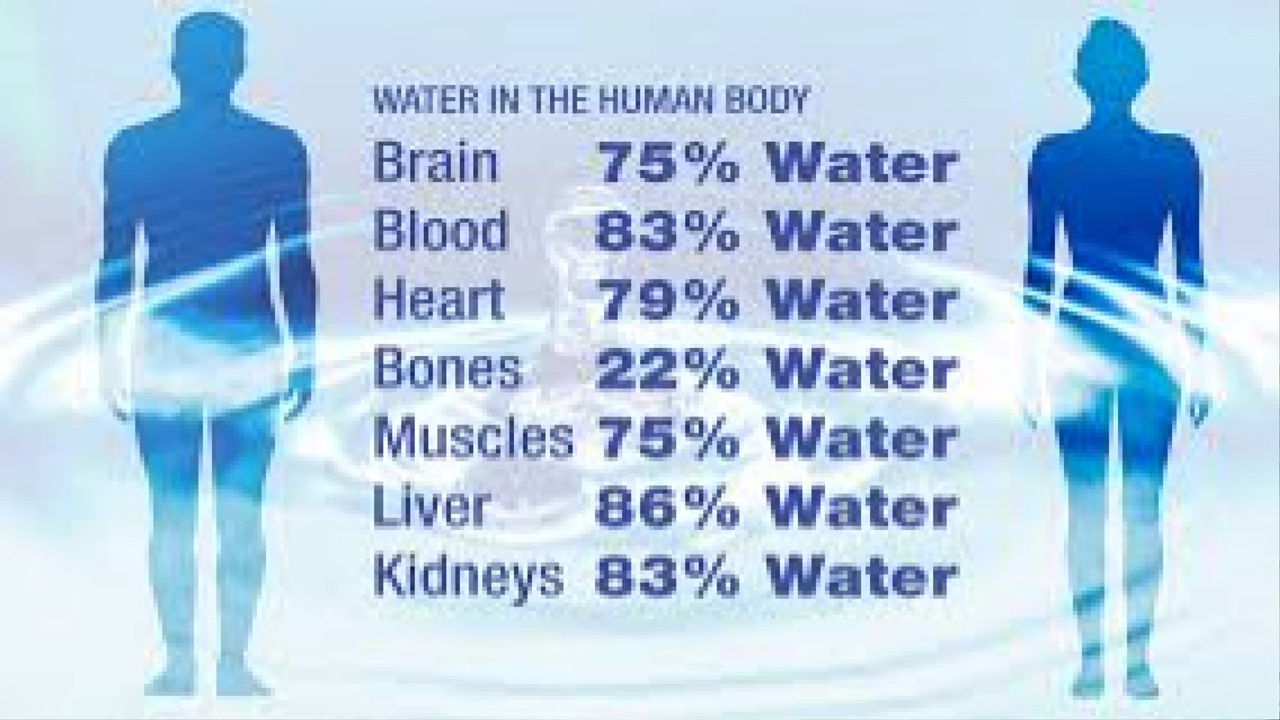 WATER IN THE HUMAN BODY
Brain 75% Water
Blood 83% Water
Heart 79% Water
Bones 22% Water
Muscles 75% Water
Liver 86% Water
Kidneys 83% Water